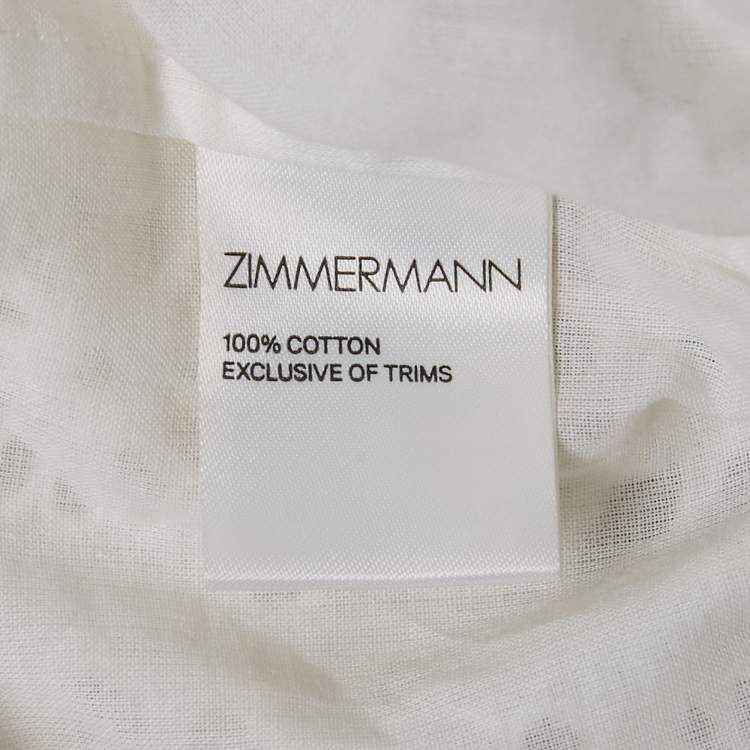 ZIMMERMANN
100% COTTON
EXCLUSIVE OF TRIMS